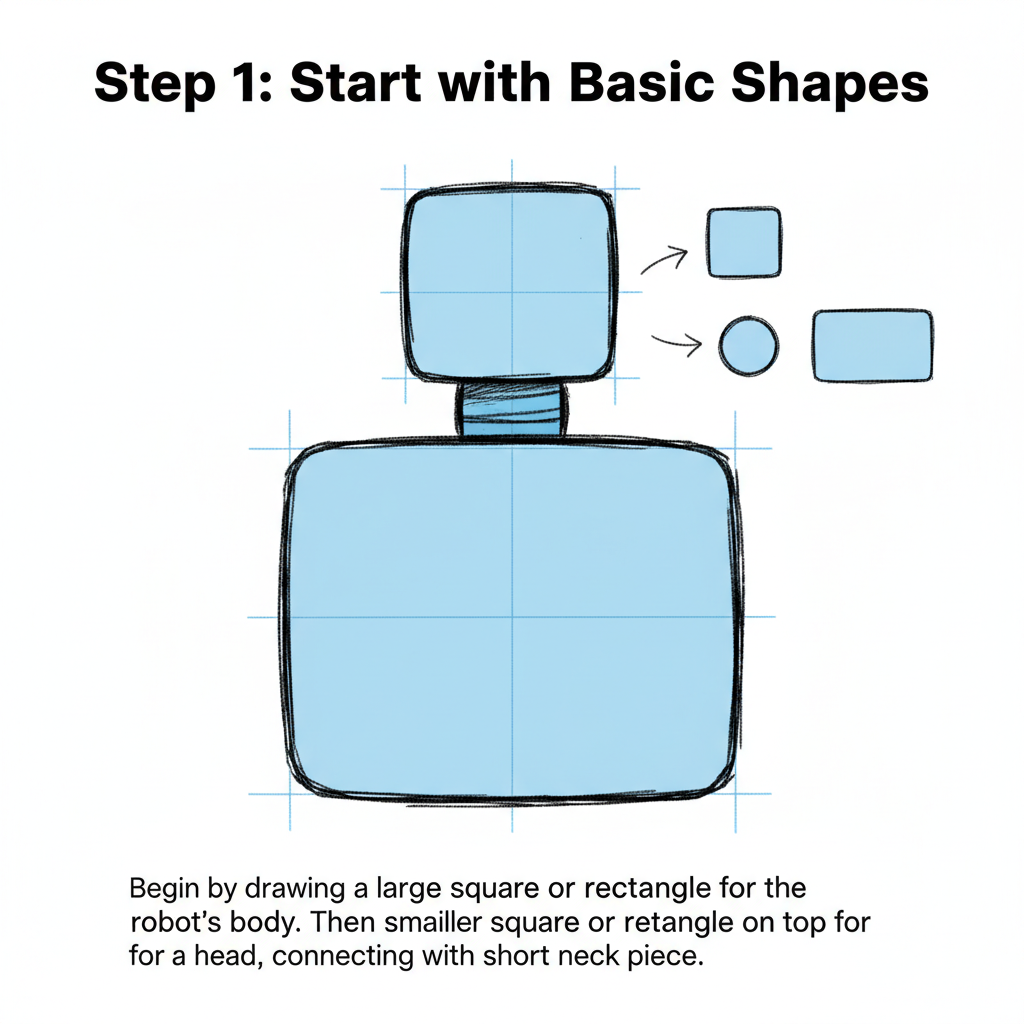 Step 1: Start with Basic Shapes
Begin by drawing a large square or rectangle for the
robot's body. Then smailler square or retangle on top for
for a head, connecting with short neck piece.